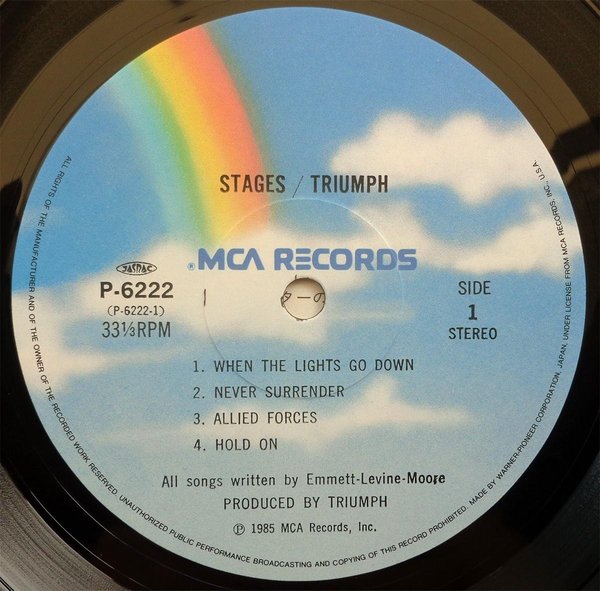 STAGES / TRIUMPH
® MCA RECORDS
JASRAC
P-6222
(P-6222-1)
33⅓RPM
SIDE
1
STEREO
1. WHEN THE LIGHTS GO DOWN
2. NEVER SURRENDER
3. ALLIED FORCES
4. HOLD ON
All songs written by Emmett-Levine-Moore
PRODUCED BY TRIUMPH
Ⓟ 1985 MCA Records, Inc.
ALL RIGHTS OF THE MANUFACTURER AND OF THE OWNER OF THE RECORDED WORK RESERVED. UNAUTHORIZED PUBLIC PERFORMANCE BROADCASTING AND COPYING OF THIS RECORD PROHIBITED. MADE BY WARNER-PIONEER CORPORATION, JAPAN, UNDER LICENSE FROM MCA RECORDS, INC., U.S.A.